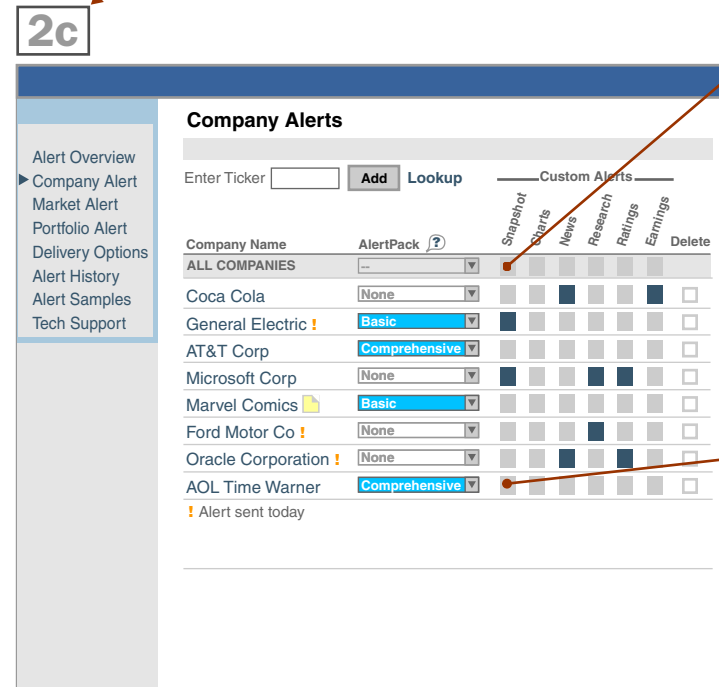 2c
Company Alerts
Alert Overview
Company Alert
Market Alert
Portfolio Alert
Delivery Options
Alert History
Alert Samples
Tech Support
Enter Ticker Add Lookup Custom Alerts
Company Name AlertPack ? Snapshot Charts News Research Ratings Earnings Delete
ALL COMPANIES --
Coca Cola None
General Electric ! Basic
AT&T Corp Comprehensive
Microsoft Corp None
Marvel Comics Basic
Ford Motor Co ! None
Oracle Corporation ! None
AOL Time Warner Comprehensive
! Alert sent today